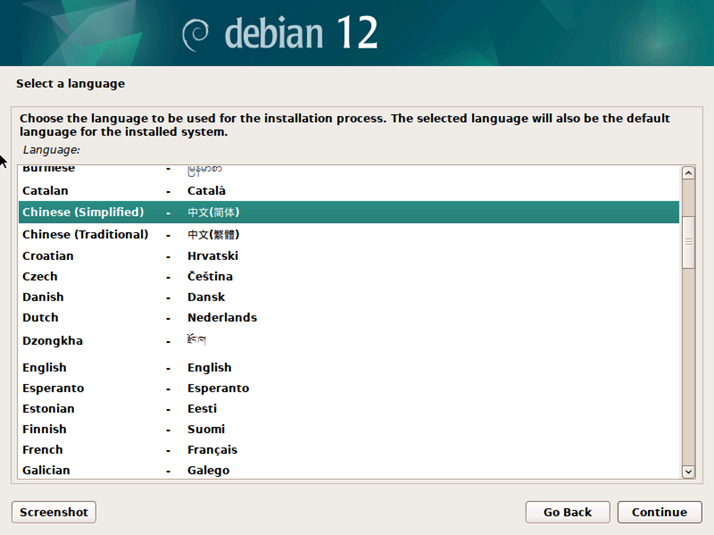 debian 12
Select a language
Choose the language to be used for the installation process. The selected language will also be the default
language for the installed system.
Language:
Burmese - မြန်မာစာ
Catalan - Català
Chinese (Simplified) - 中文(简体)
Chinese (Traditional) - 中文(繁體)
Croatian - Hrvatski
Czech - Čeština
Danish - Dansk
Dutch - Nederlands
Dzongkha - རྫོང་ཁ།
English - English
Esperanto - Esperanto
Estonian - Eesti
Finnish - Suomi
French - Français
Galician - Galego
Screenshot Go Back Continue